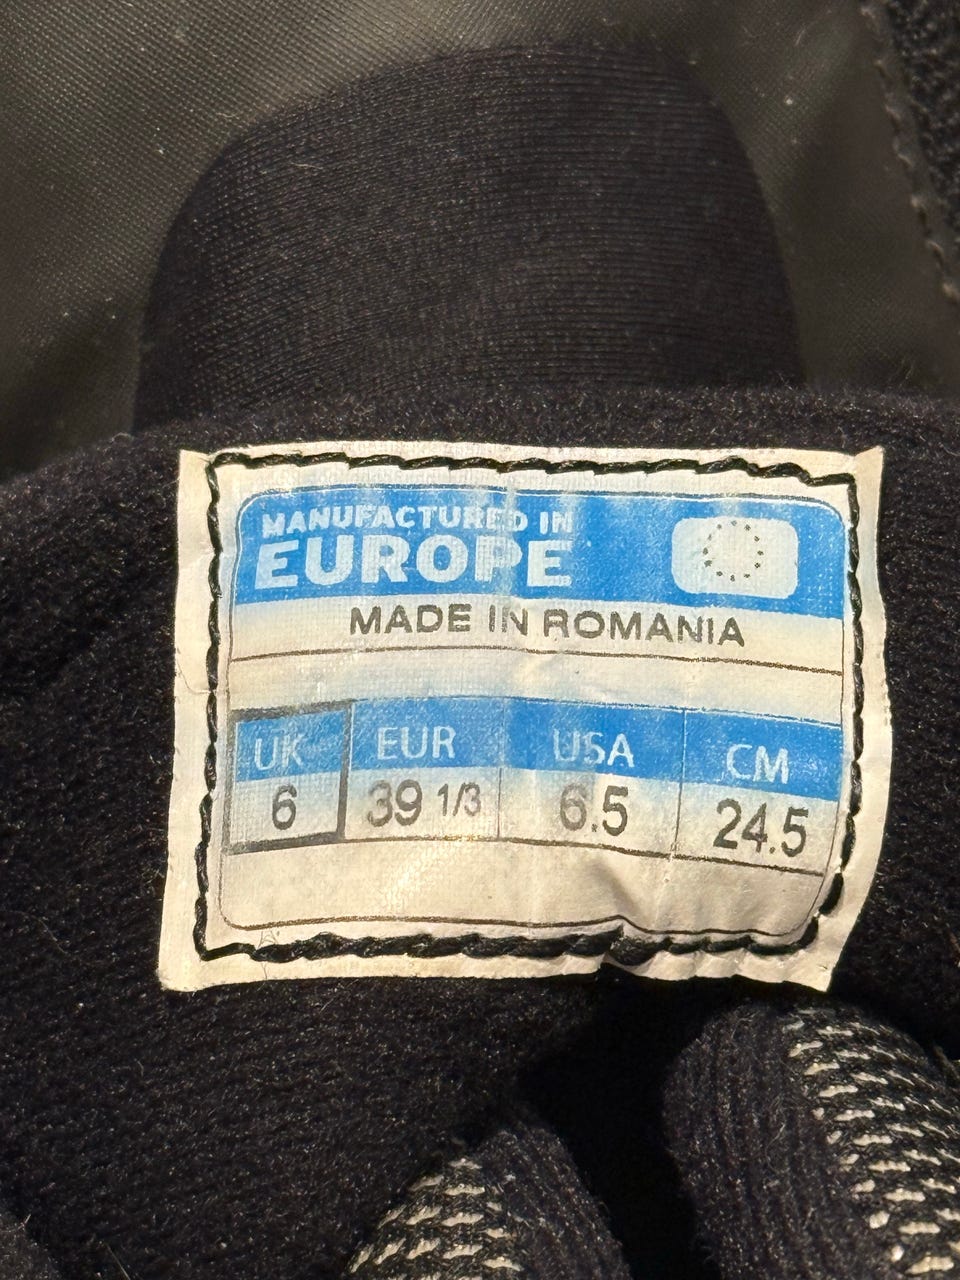 MANUFACTURED IN
EUROPE
MADE IN ROMANIA
UK EUR USA CM
6 39 1/3 6.5 24.5